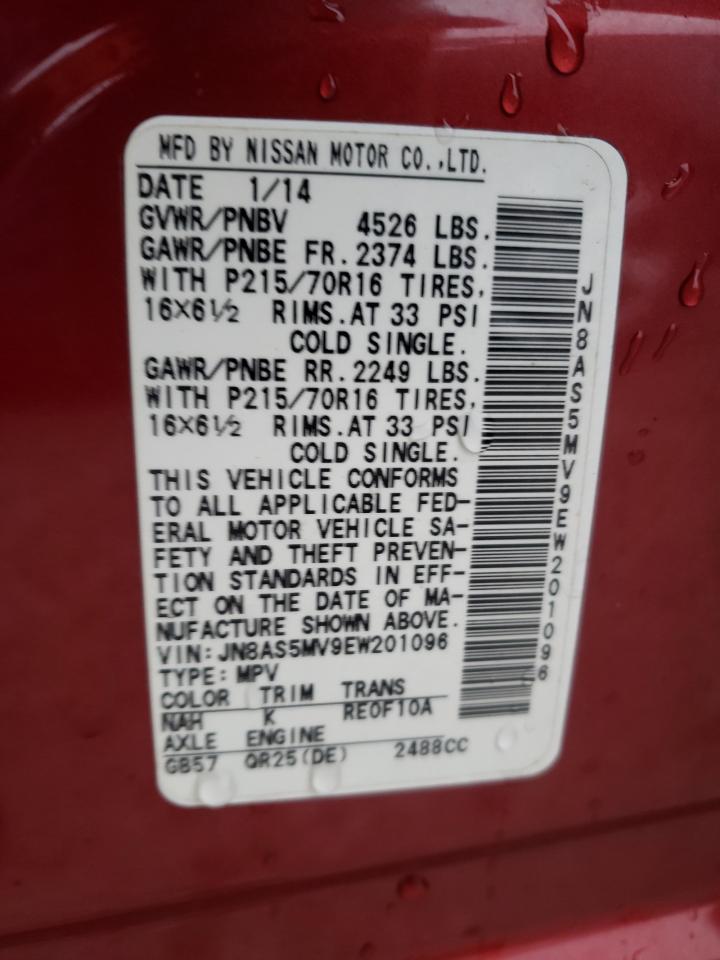 MFD BY NISSAN MOTOR CO.,LTD.
DATE 1/14
GVWR/PNBV 4526 LBS.
GAWR/PNBE FR. 2374 LBS.
WITH P215/70R16 TIRES,
16X6½ RIMS. AT 33 PSI
COLD SINGLE.
GAWR/PNBE RR. 2249 LBS.
WITH P215/70R16 TIRES,
16X6½ RIMS. AT 33 PSI
COLD SINGLE.
THIS VEHICLE CONFORMS
TO ALL APPLICABLE FED-
ERAL MOTOR VEHICLE SA-
FETY AND THEFT PREVEN-
TION STANDARDS IN EFF-
ECT ON THE DATE OF MA-
NUFACTURE SHOWN ABOVE.
VIN: JN8AS5MV9EW201096
TYPE: MPV
COLOR TRIM TRANS
NAH K RE0F10A
AXLE ENGINE
GB57 QR25(DE) 2488CC
JN8AS5MV9EW201096